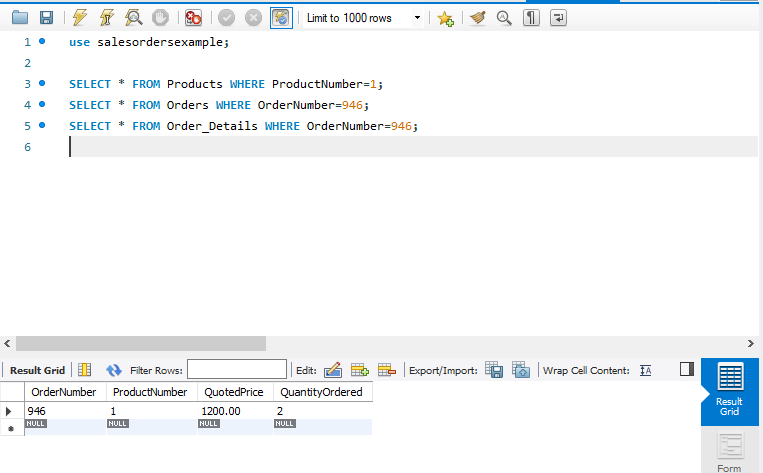 Limit to 1000 rows
1 use salesordersexample;
2
3 SELECT * FROM Products WHERE ProductNumber=1;
4 SELECT * FROM Orders WHERE OrderNumber=946;
5 SELECT * FROM Order_Details WHERE OrderNumber=946;
6
Result Grid Filter Rows: Edit: Export/Import: Wrap Cell Content: IA
OrderNumber ProductNumber QuotedPrice QuantityOrdered
946 1 1200.00 2
NULL NULL NULL NULL
Result
Grid
Form